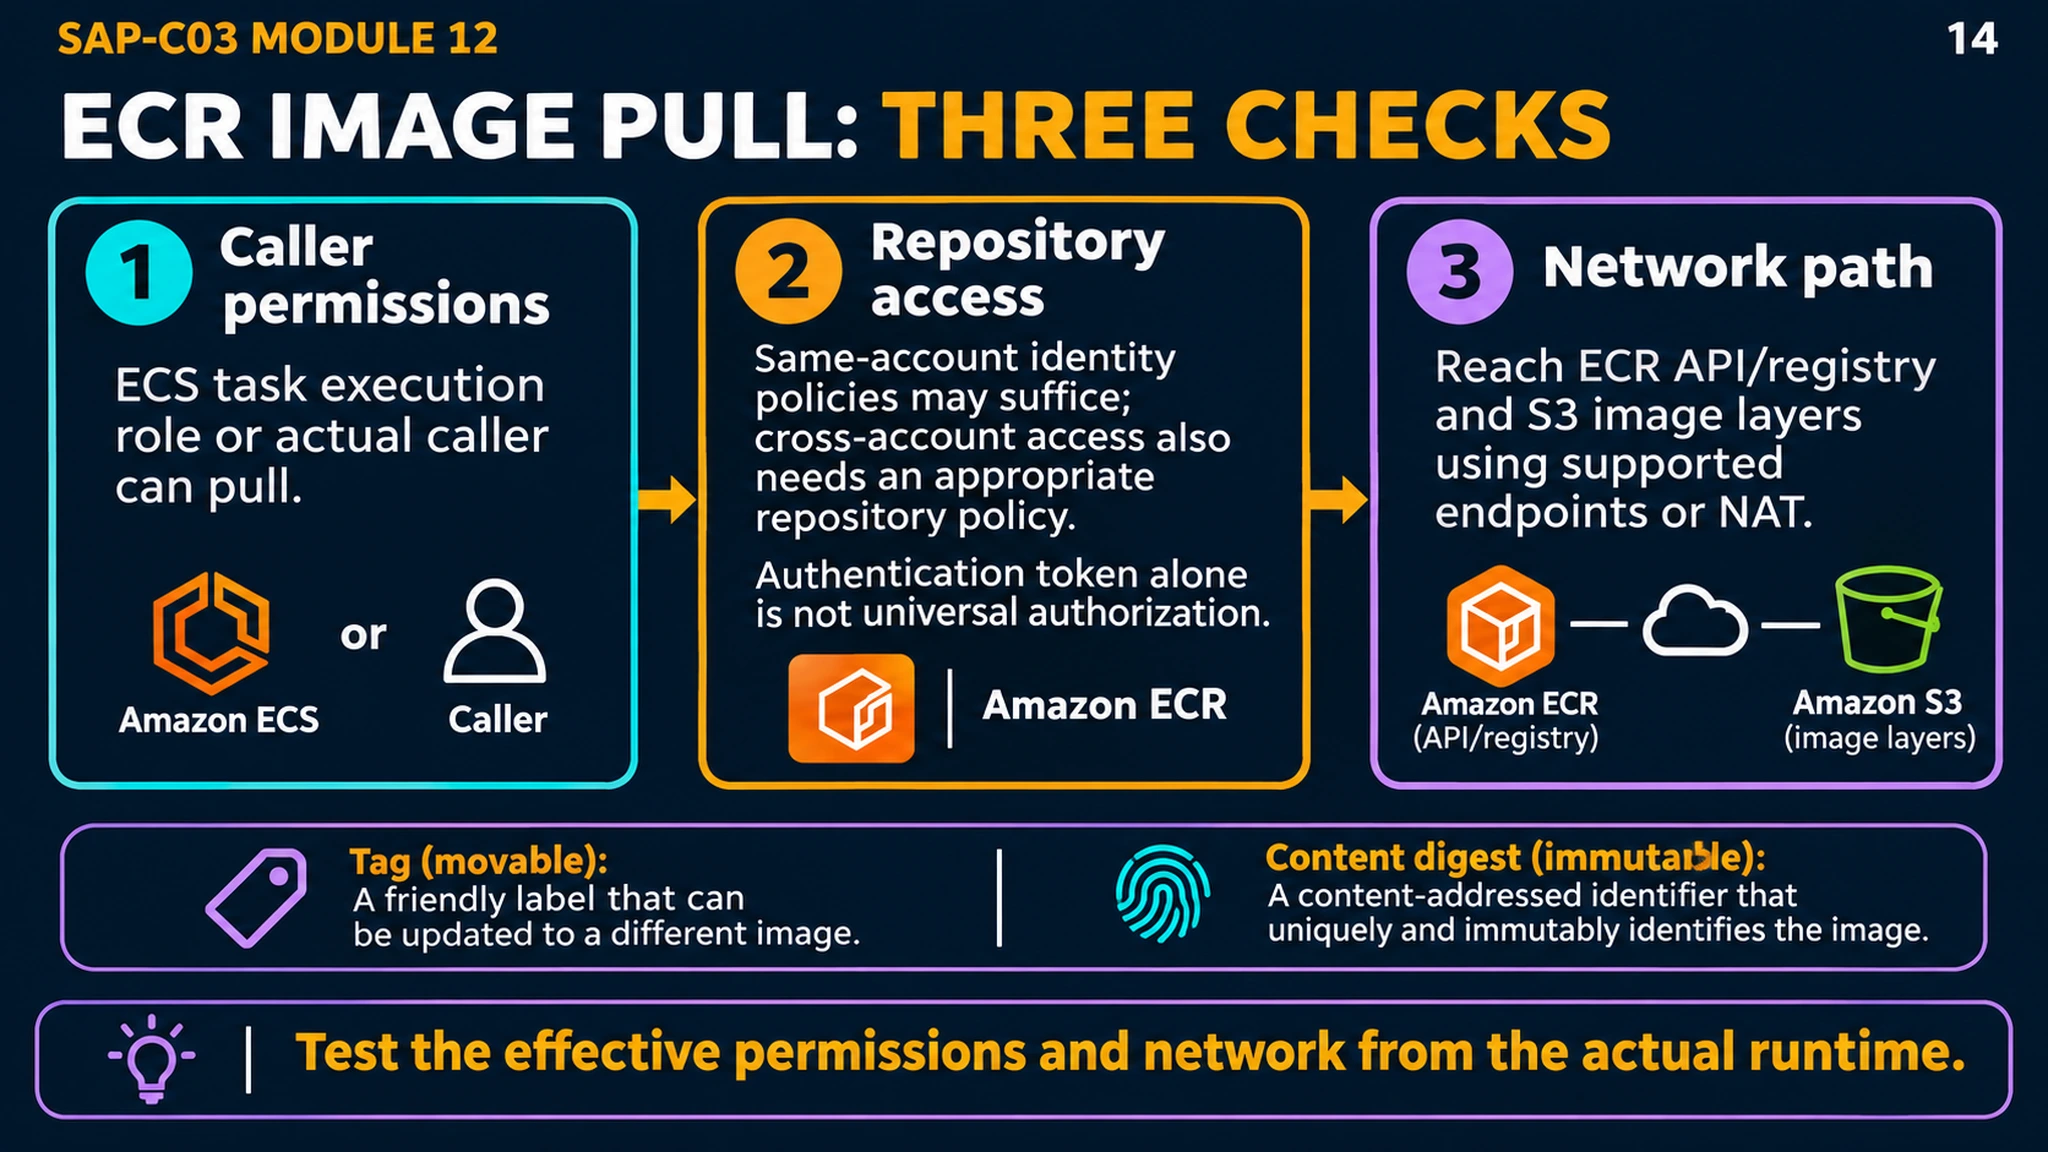 SAP-C03 MODULE 12
14
ECR IMAGE PULL: THREE CHECKS
1
Caller
permissions
ECS task execution
role or actual caller
can pull.
or
Amazon ECS
Caller
2
Repository
access
Same-account identity
policies may suffice;
cross-account access also
needs an appropriate
repository policy.
Authentication token alone
is not universal authorization.
Amazon ECR
3
Network path
Reach ECR API/registry
and S3 image layers
using supported
endpoints or NAT.
Amazon ECR
(API/registry)
Amazon S3
(image layers)
Tag (movable):
A friendly label that can
be updated to a different image.
Content digest (immutable):
A content-addressed identifier that
uniquely and immutably identifies the image.
Test the effective permissions and network from the actual runtime.